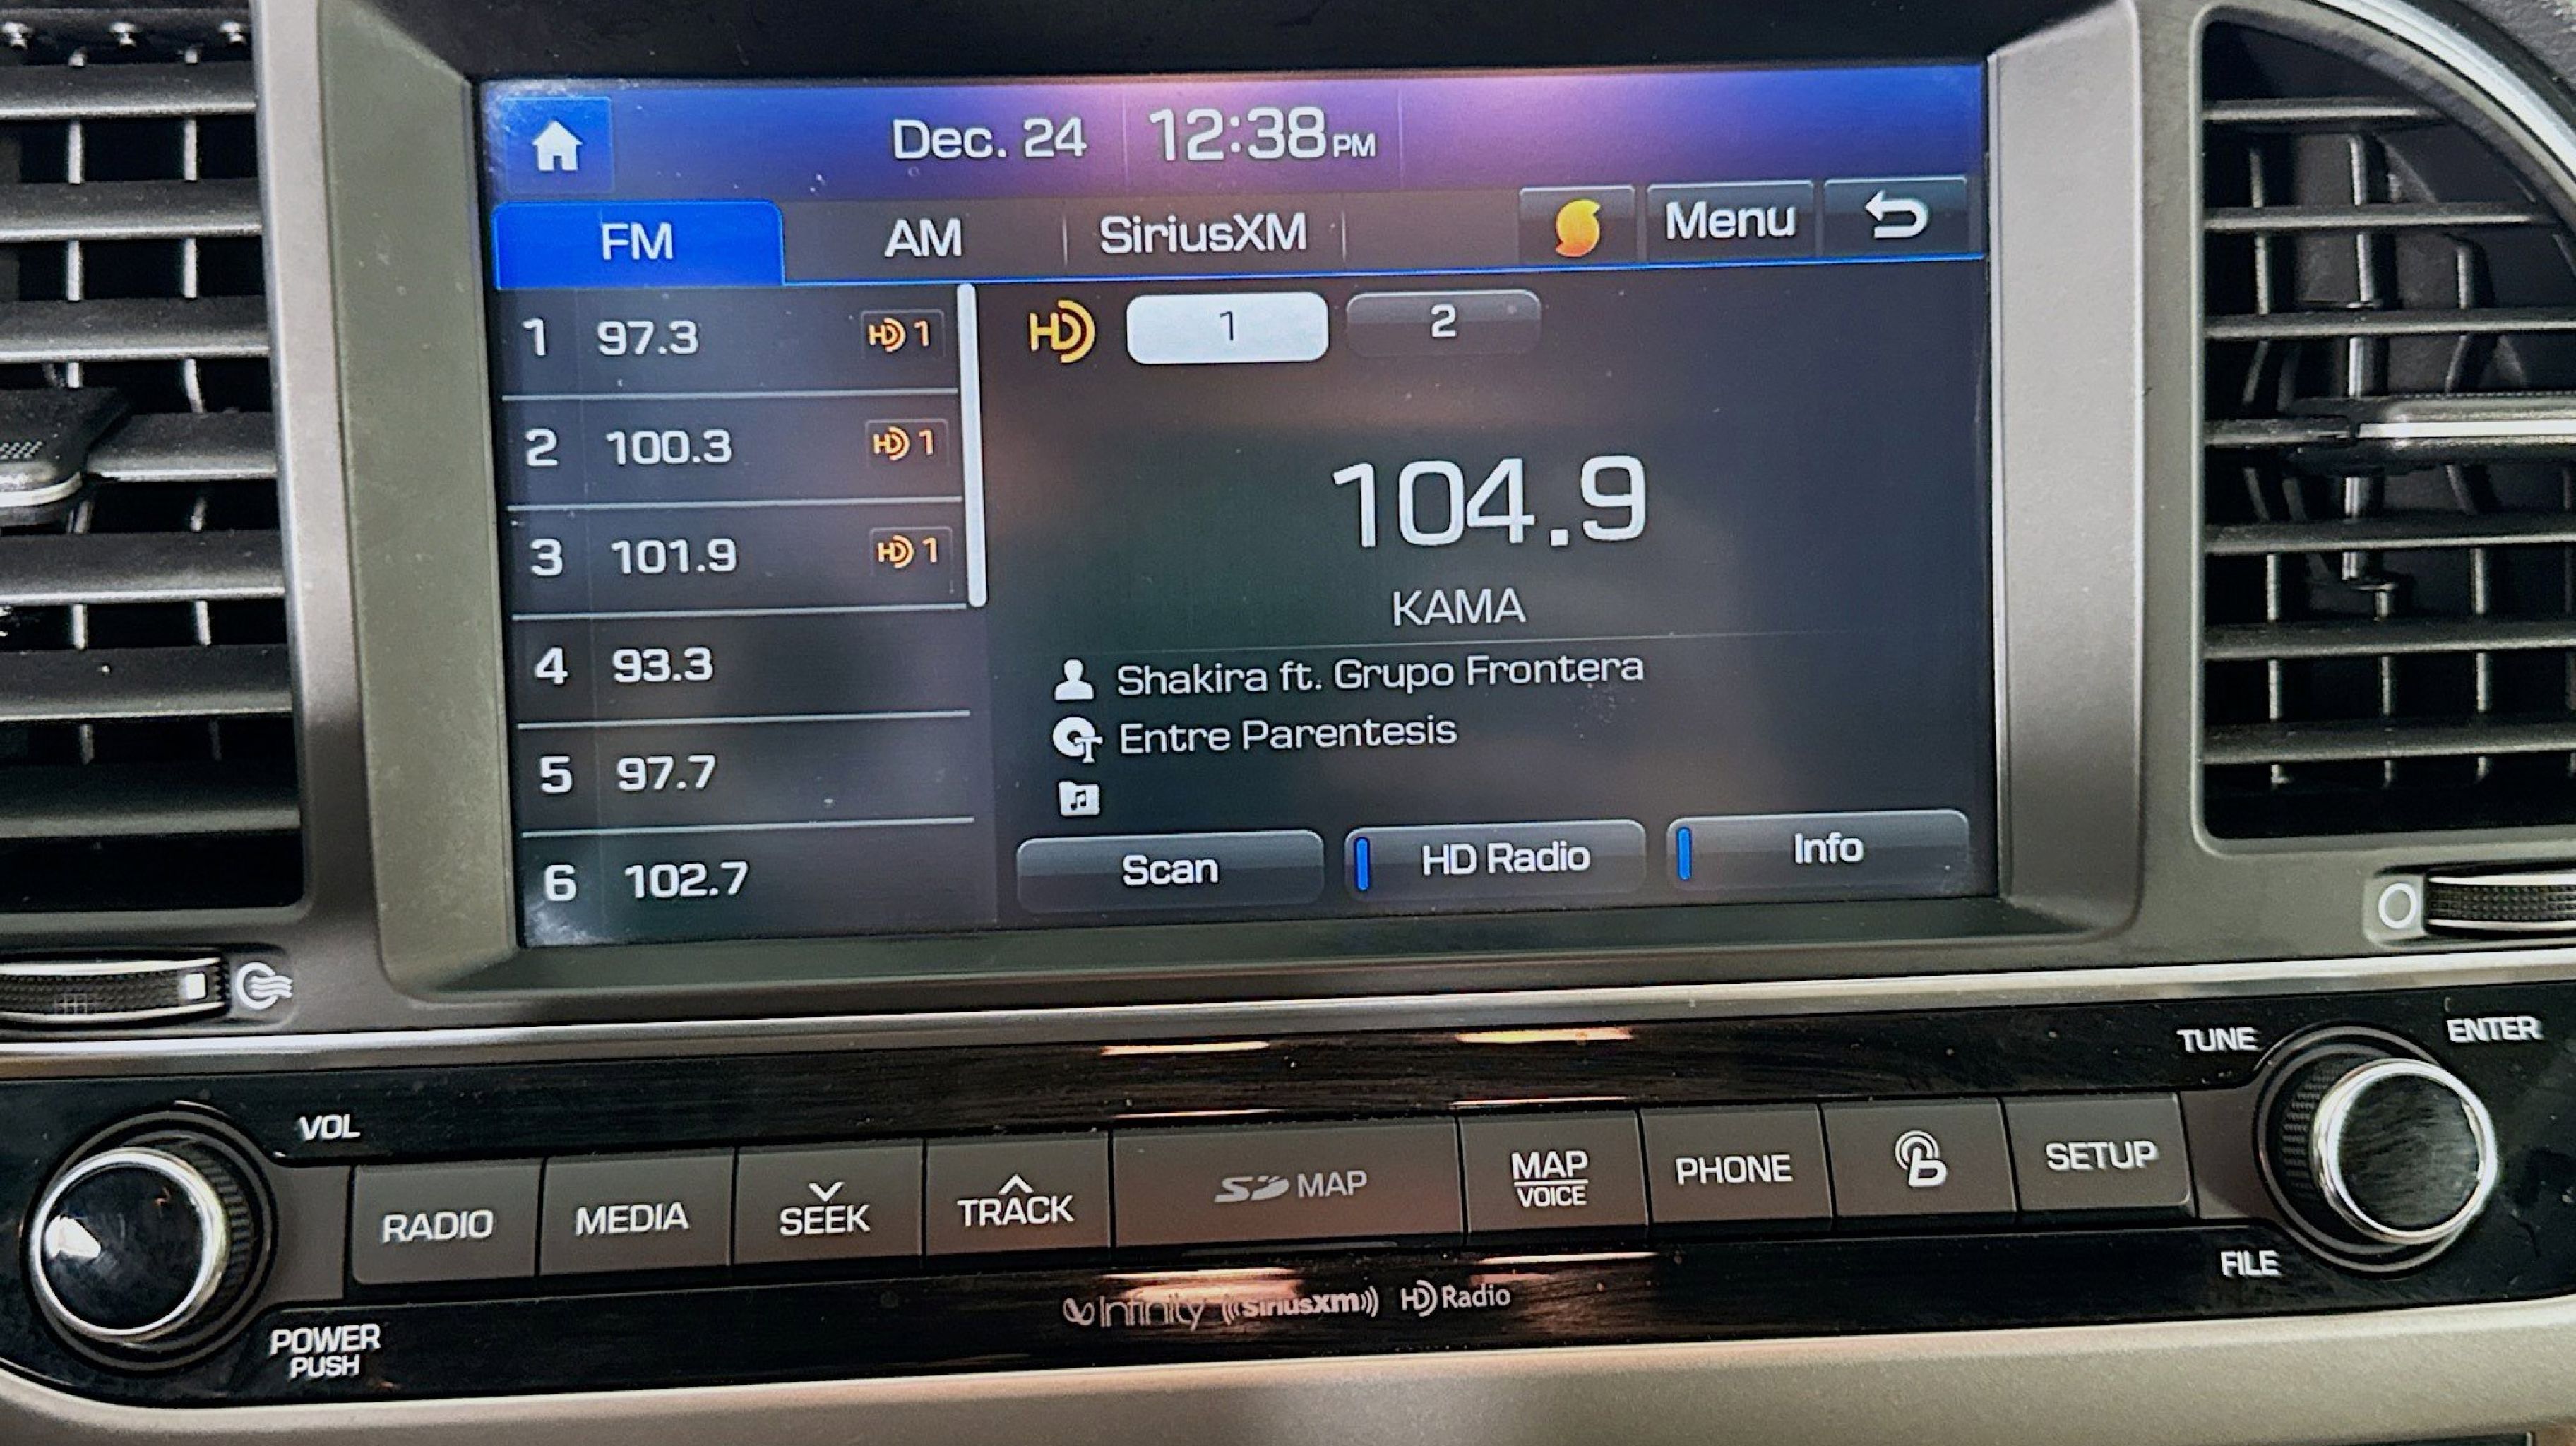 Dec. 24 12:38 PM
FM AM SiriusXM Menu
1 97.3 HD 1
2 100.3 HD 1
3 101.9 HD 1
4 93.3
5 97.7
6 102.7
HD 1 2
104.9
KAMA
Shakira ft. Grupo Frontera
Entre Parentesis
Scan HD Radio Info
VOL
TUNE ENTER
RADIO MEDIA SEEK TRACK SD MAP MAP VOICE PHONE SETUP
POWER
PUSH
FILE
Infinity ((SiriusXM)) HD Radio